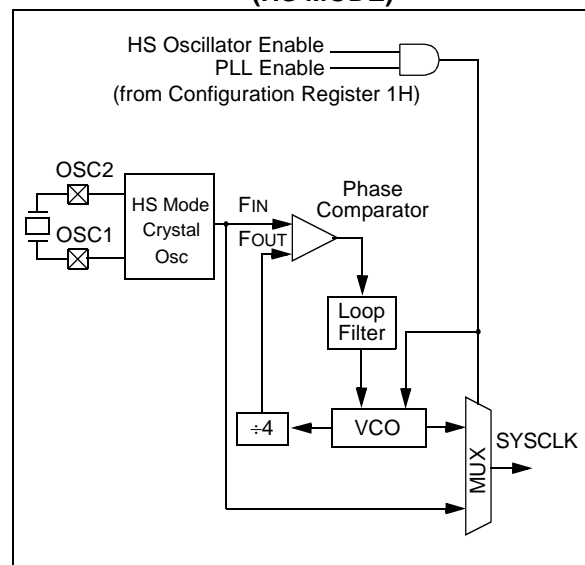 (HS MODE)
HS Oscillator Enable
PLL Enable
(from Configuration Register 1H)
OSC2
OSC1
HS Mode
Crystal
Osc
FIN
FOUT
Phase
Comparator
Loop
Filter
÷4
VCO
MUX
SYSCLK